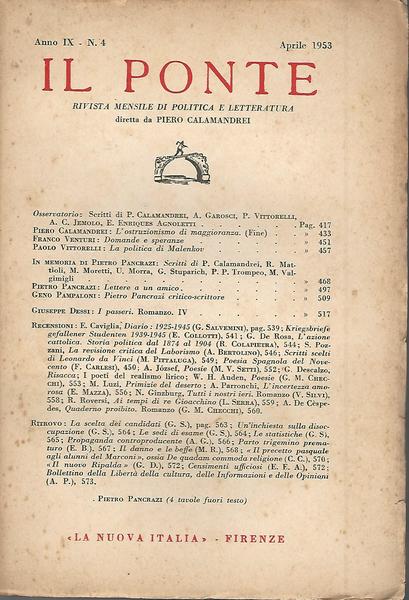 Anno IX - N. 4 Aprile 1953
IL PONTE
RIVISTA MENSILE DI POLITICA E LETTERATURA
diretta da PIERO CALAMANDREI
Osservatorio: Scritti di P. CALAMANDREI, A. GAROSCI, P. VITTORELLI,
A. C. JEMOLO, E. ENRIQUES AGNOLETTI . . . . . Pag. 417
PIERO CALAMANDREI: L'ostruzionismo di maggioranza. (Fine) . . » 433
FRANCO VENTURI: Domande e speranze . . . . . » 451
PAOLO VITTORELLI: La politica di Malenkov . . . . . » 457
IN MEMORIA DI PIETRO PANCRAZI: Scritti di P. Calamandrei, R. Mat-
tioli, M. Moretti, U. Morra, G. Stuparich, P. P. Trompeo, M. Val-
gimigli . . . . . » 468
PIETRO PANCRAZI: Lettere a un amico . . . . . » 497
GENO PAMPALONI: Pietro Pancrazi critico-scrittore . . . . » 509
GIUSEPPE DESSI: I passeri. Romanzo. IV . . . . . » 517
RECENSIONI: E. Caviglia, Diario: 1925-1945 (G. SALVEMINI), pag. 539; Kriegsbriefe
gefallener Studenten 1939-1945 (E. COLLOTTI), 541; G. De Rosa, L'azione
cattolica. Storia politica dal 1874 al 1904 (R. COLAPIETRA), 544; S. Poz-
zani, La revisione critica del Laborismo (A. BERTOLINO), 546; Scritti scelti
di Leonardo da Vinci (M. PITTALUGA), 549; Poesia Spagnola del Nove-
cento (F. CARLESI), 450; A. József, Poesie (M. V. SETTI), 552; G. Descalzo,
Risacca; I poeti del realismo lirico; W. H. Auden, Poesie (G. M. CHEC-
CHI), 553; M. Luzi, Primizie del deserto; A. Parronchi, L'incertezza amo-
rosa (E. MAZZA), 556; N. Ginzburg, Tutti i nostri ieri. Romanzo (V. SILVI)
558; R. Roversi, Ai tempi di re Gioacchino (L. SERRA), 559; A. De Céspe-
des, Quaderno proibito. Romanzo (G. M. CHECCHI), 560.
RITROVO: La scelta dei candidati (G. S.), pag. 563; Un'inchiesta sulla disoc-
cupazione (G. S.), 564; Le sedi di esame (G. S.), 564; Le statistiche (G. S.),
565; Propaganda controproducente (A. G.), 566; Parto trigemino prema-
turo (E. B.), 567; Il danno e le beffe (M. R.), 568; « Il precetto pasquale
agli alunni del Marconi », ossia De quadam commoda religione (C. C.), 570;
« Il nuovo Ripalda » (G. D.), 572; Censimenti ufficiosi (E. E. A.), 572;
Bollettino della Libertà della cultura, delle Informazioni e delle Opinioni
(A. P.), 573.
. PIETRO PANCRAZI (4 tavole fuori testo)
«LA NUOVA ITALIA» - FIRENZE